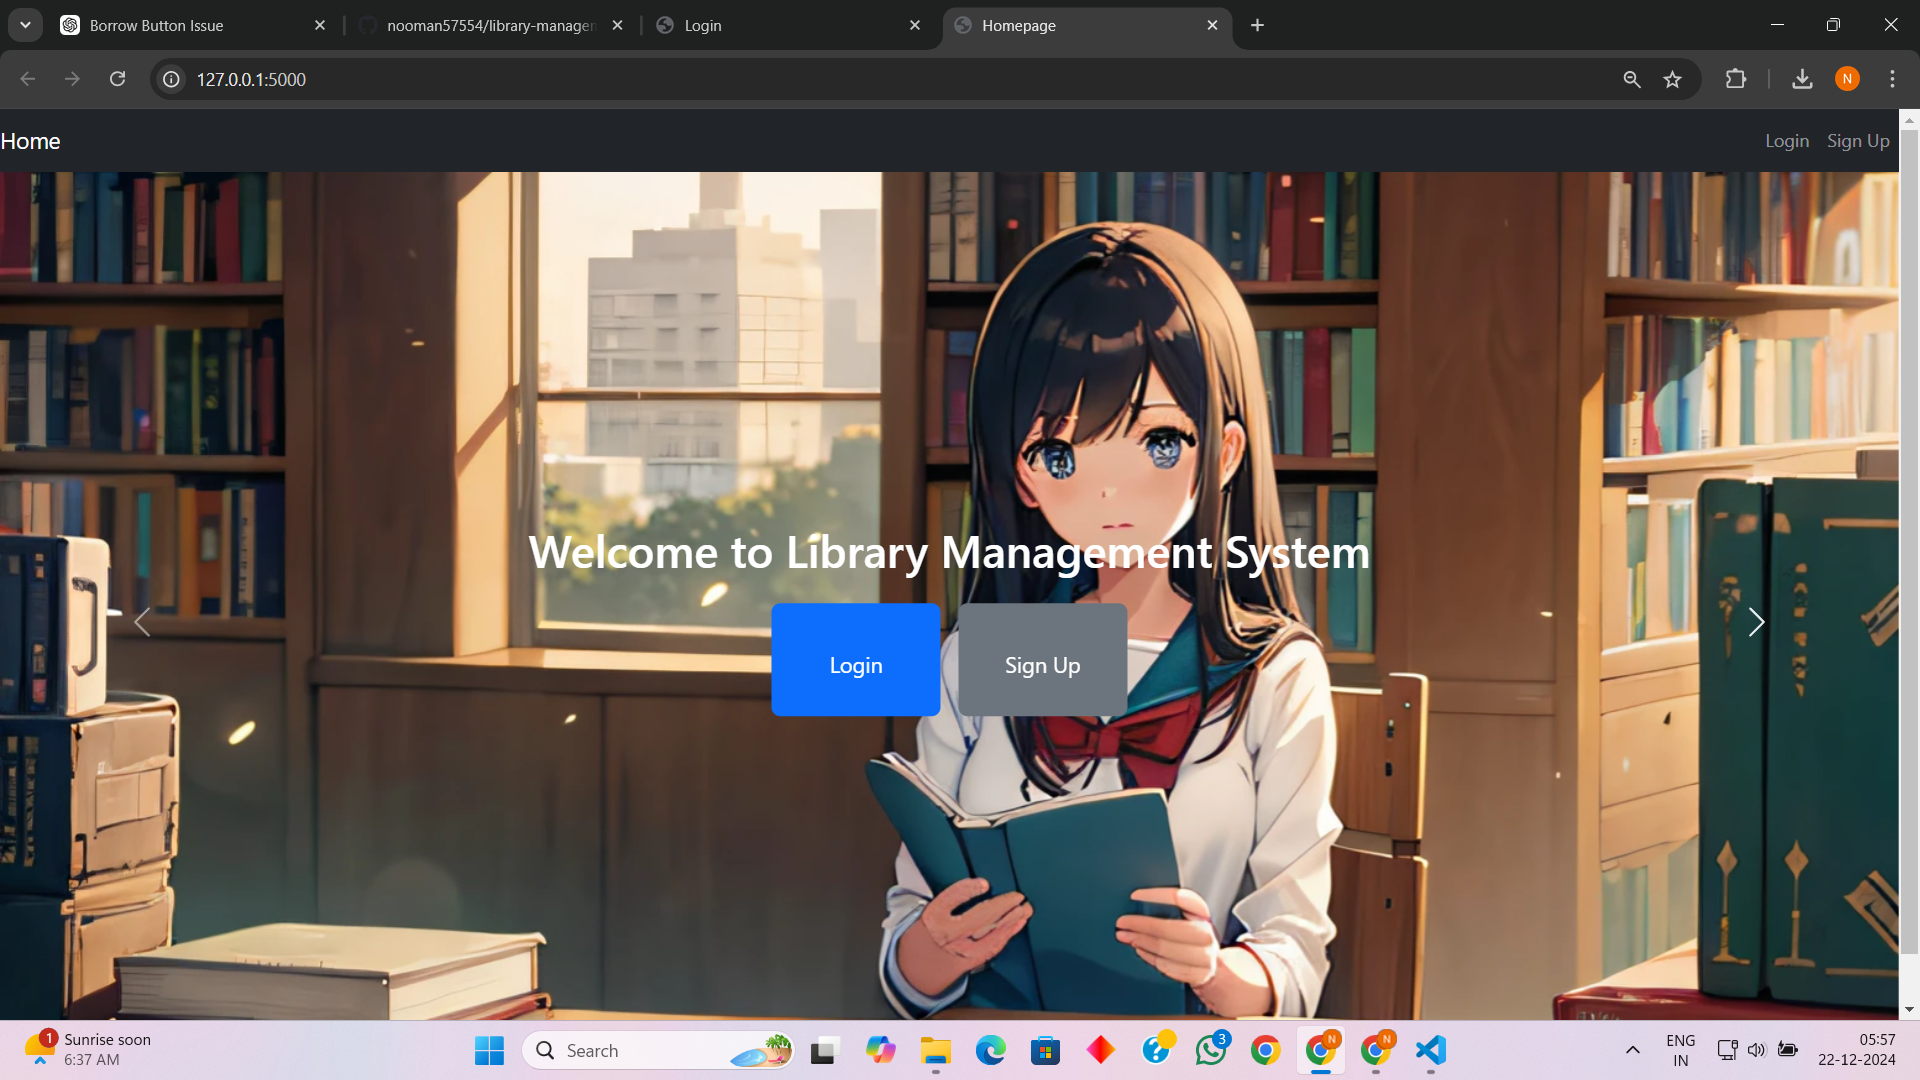 Borrow Button Issue
nooman57554/library-manager
Login
Homepage
127.0.0.1:5000
N
Home
Login
Sign Up
Welcome to Library Management System
Login
Sign Up
1
Sunrise soon
6:37 AM
Search
3
N
N
ENG
IN
05:57
22-12-2024